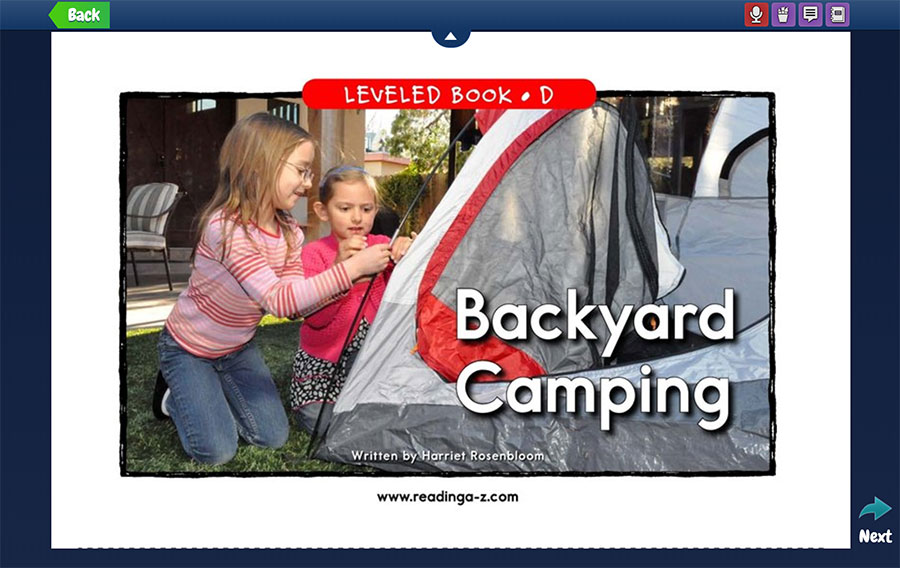 Back
LEVELED BOOK • D
Backyard
Camping
Written by Harriet Rosenbloom
www.readinga-z.com
Next